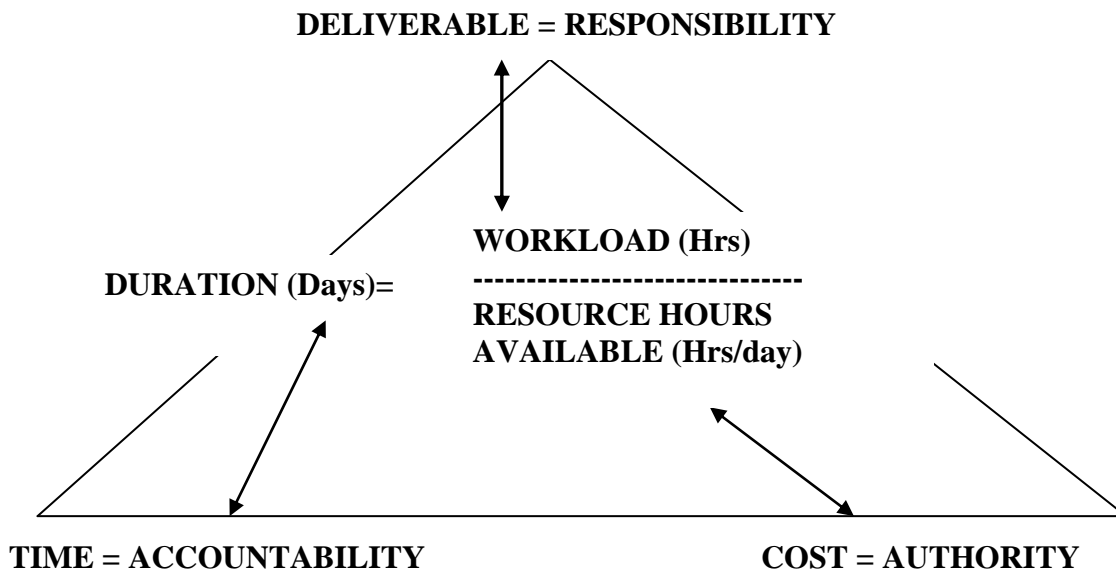 DELIVERABLE = RESPONSIBILITY
WORKLOAD (Hrs)
DURATION (Days)=
-------------------------------
RESOURCE HOURS
AVAILABLE (Hrs/day)
TIME = ACCOUNTABILITY
COST = AUTHORITY